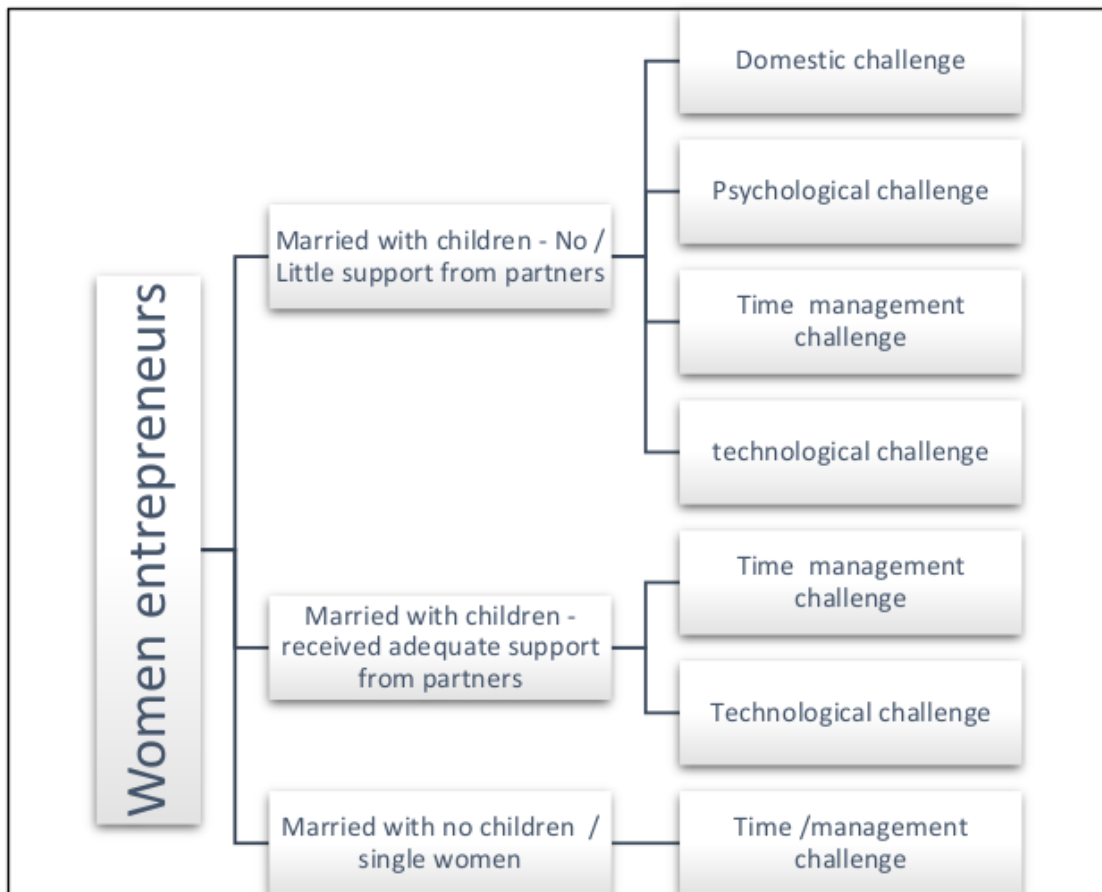 Women entrepreneurs
Married with children - No /
Little support from partners
Domestic challenge
Psychological challenge
Time management
challenge
technological challenge
Married with children -
received adequate support
from partners
Time management
challenge
Technological challenge
Married with no children /
single women
Time /management
challenge